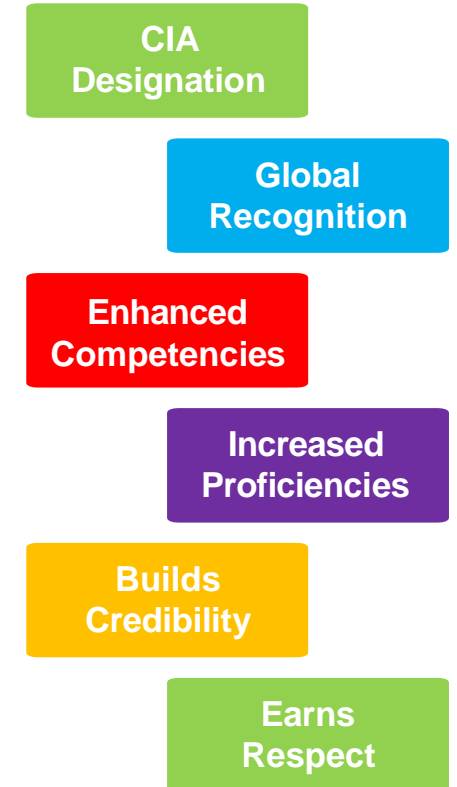 CIA
Designation
Global
Recognition
Enhanced
Competencies
Increased
Proficiencies
Builds
Credibility
Earns
Respect